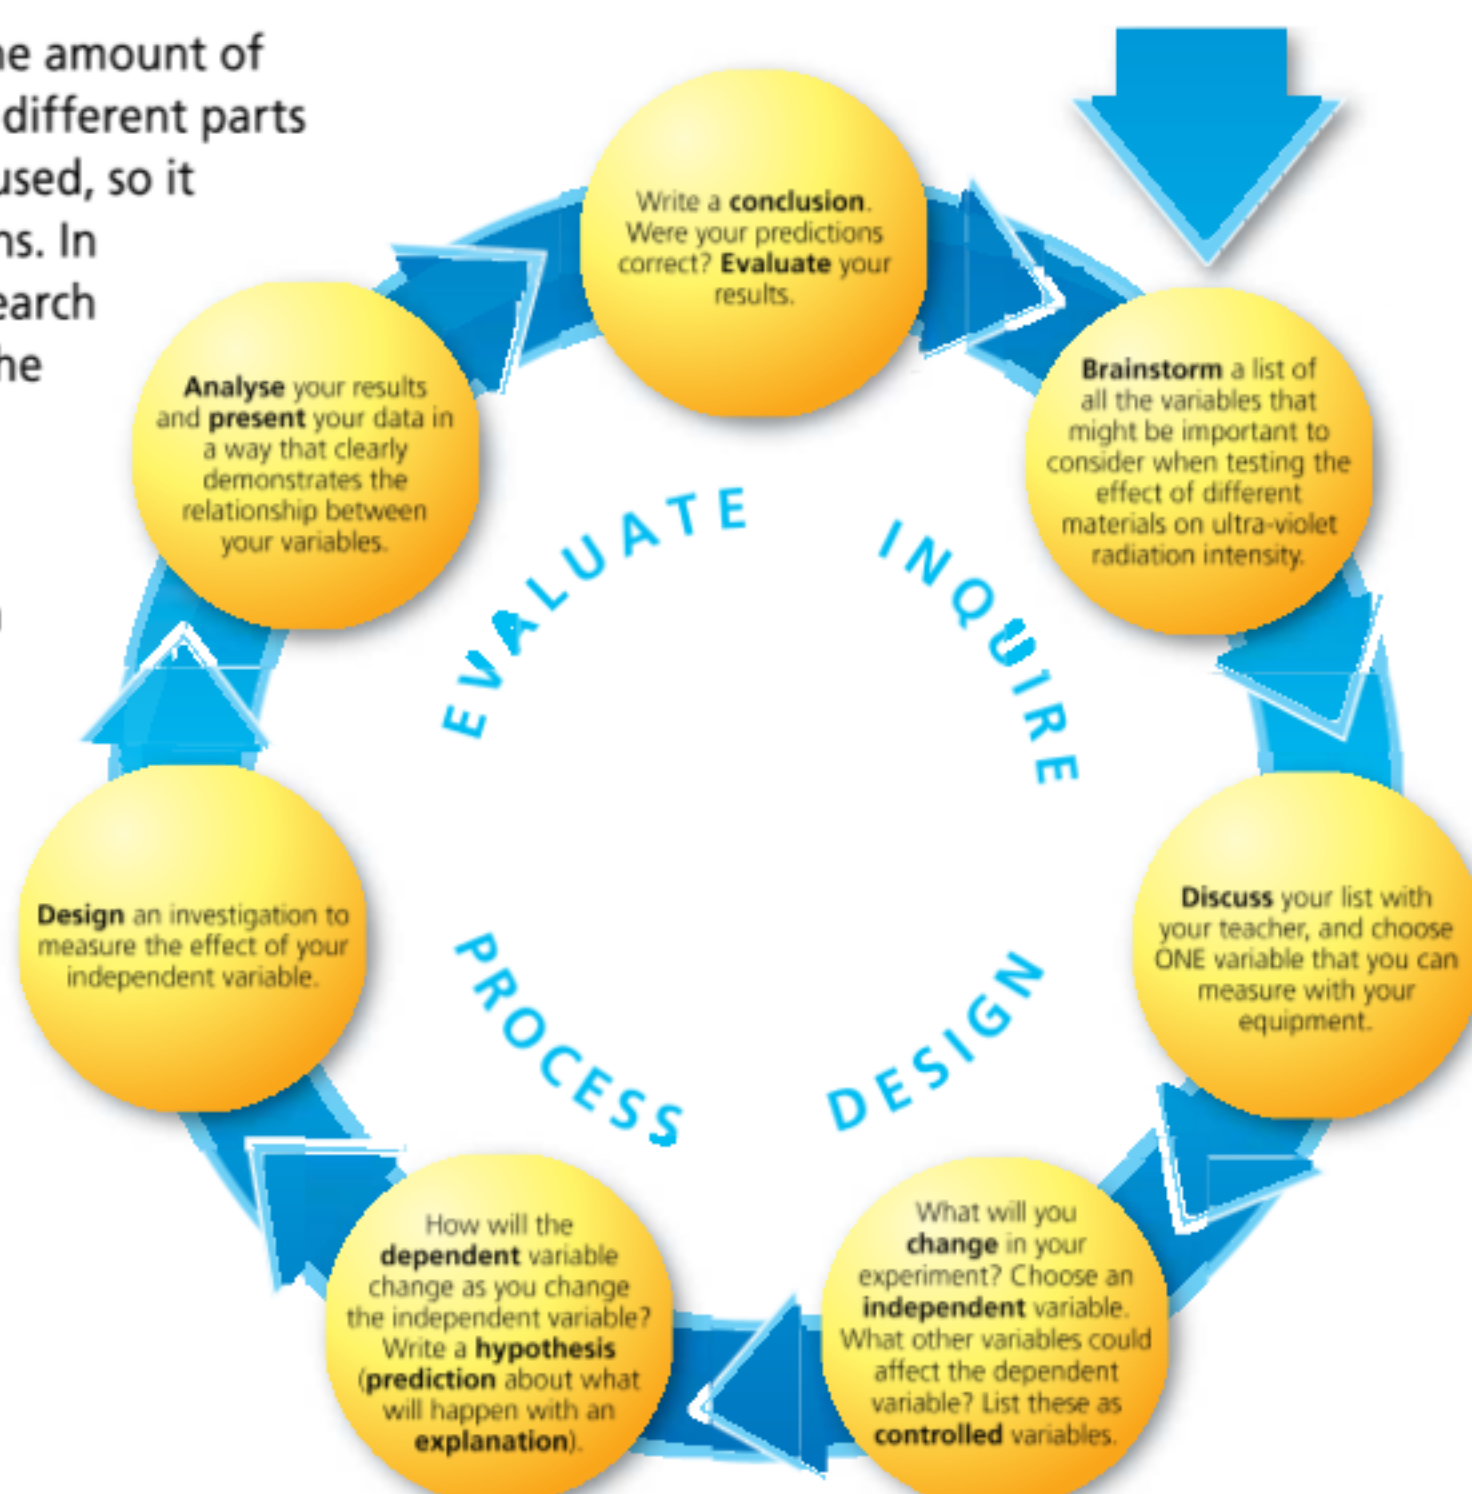 amount of
different parts
so it
In
Write a conclusion.
Were your predictions
correct? Evaluate your
results.
Brainstorm a list of
all the variables that
might be important to
consider when testing the
effect of different
materials on ultra-violet
radiation intensity.
Discuss your list with
your teacher, and choose
ONE variable that you can
measure with your
equipment.
What will you
change in your
experiment? Choose an
independent variable.
What other variables could
affect the dependent
variable? List these as
controlled variables.
How will the
dependent variable
change as you change
the independent variable?
Write a hypothesis
(prediction about what
will happen with an
explanation).
Design an investigation to
measure the effect of your
independent variable.
Analyse your results
and present your data in
a way that clearly
demonstrates the
relationship between
your variables.
EVALUATE
INQUIRE
PROCESS
DESIGN